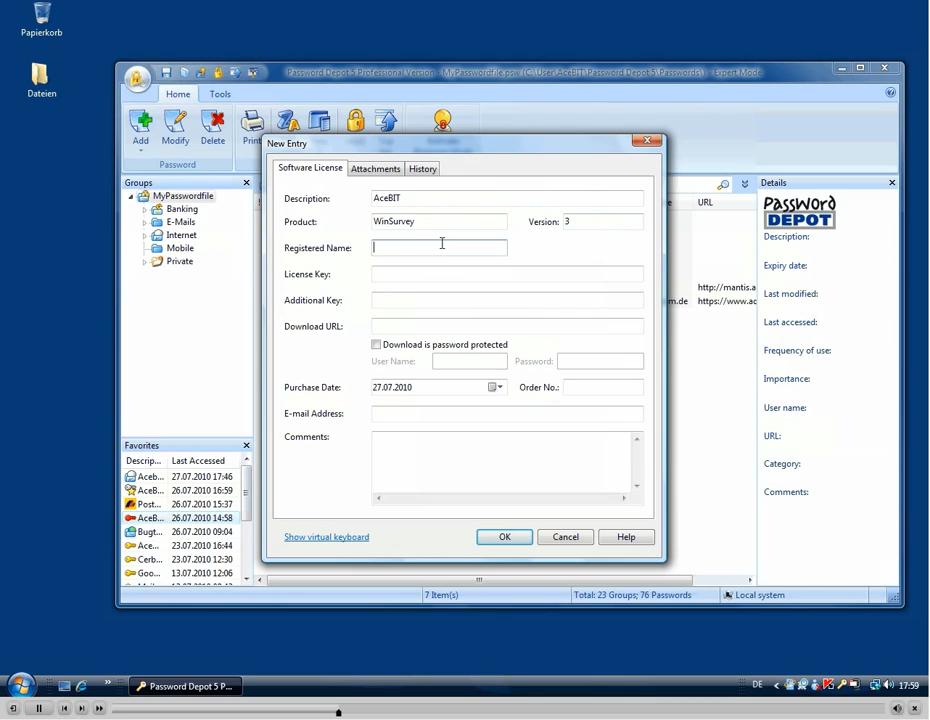 Papierkorb
Dateien
Password Depot 5 Professional Version - MyPasswordfile.psw (C:\User\AceBIT\Password Depot 5\Passwords\) - Expert Mode
Home Tools
Add Modify Delete Print
Password
Groups
MyPasswordfile
Banking
E-Mails
Internet
Mobile
Private
New Entry
Software License Attachments History
Description: AceBIT
Product: WinSurvey Version: 3
Registered Name:
License Key:
Additional Key:
Download URL:
Download is password protected
User Name: Password:
Purchase Date: 27.07.2010 Order No.:
E-mail Address:
Comments:
Show virtual keyboard OK Cancel Help
URL
http://mantis.a
m.de https://www.ac
Details
PASSWORD
DEPOT
Description:
Expiry date:
Last modified:
Last accessed:
Frequency of use:
Importance:
User name:
URL:
Category:
Comments:
Favorites
Descrip... Last Accessed
Aceb... 27.07.2010 17:46
AceB... 26.07.2010 16:59
Post... 26.07.2010 15:37
AceB... 26.07.2010 14:58
Bugt... 26.07.2010 09:04
Ace... 23.07.2010 16:44
Cerb... 23.07.2010 12:36
Goo... 13.07.2010 12:06
7 Item(s) Total: 23 Groups; 76 Passwords Local system
Password Depot 5 P... DE 17:59